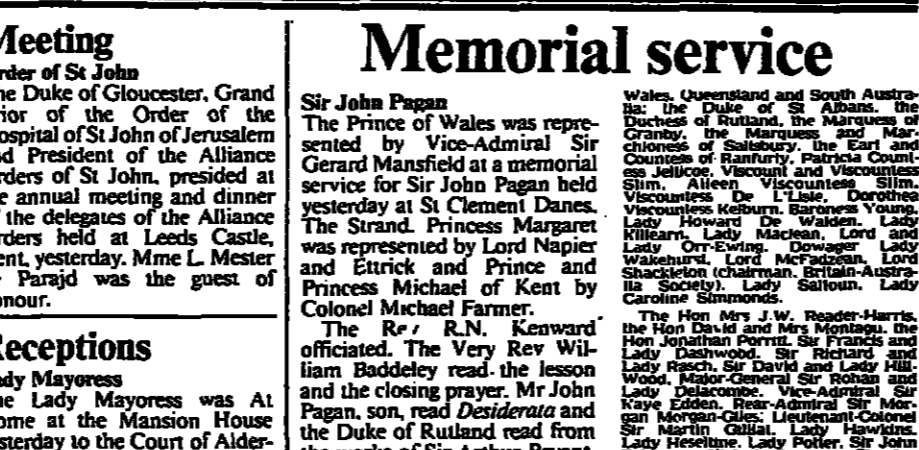 Meeting
rder of St John
he Duke of Gloucester, Grand
rior of the Order of the
ospital of St John of Jerusalem
nd President of the Alliance
rders of St John, presided at
e annual meeting and dinner
f the delegates of the Alliance
rders held at Leeds Castle,
ent, yesterday. Mme L Mester
Parajd was the guest of
onour.
eceptions
dy Mayoress
he Lady Mayoress was At
ome at the Mansion House
sterday to the Court of Alder-
Memorial service
Sir John Pagan
The Prince of Wales was repre-
sented by Vice-Admiral Sir
Gerard Mansfield at a memorial
service for Sir John Pagan held
yesterday at St Clement Danes,
The Strand. Princess Margaret
was represented by Lord Napier
and Ettrick and Prince and
Princess Michael of Kent by
Colonel Michael Farmer.
The Rev R.N. Kenward
officiated. The Very Rev Wil-
liam Baddeley read the lesson
and the closing prayer. Mr John
Pagan, son, read Desiderata and
the Duke of Rutland read from
the works of Sir Arthur Bryant.
Wales, Queensland and South Austra-
lia; the Duke of St Albans, the
Duchess of Rutland, the Marquess of
Granby, the Marquess and Mar-
chioness of Salisbury, the Earl and
Countess of Ranfurly, Patricia Count-
ess Jellicoe, Viscount and Viscountess
Slim, Aileen Viscountess Slim,
Viscountess De L'Lisle, Dorothea
Viscountess Kelburn, Baroness Young,
Lady Howard De Walden, Lady
Killearn, Lady Maclean, Lord and
Lady Orr-Ewing, Dowager Lady
Wakehurst, Lord McFadzean, Lord
Shackleton (chairman, Britain-Austra-
lia Society), Lady Saltoun, Lady
Caroline Simmonds.
The Hon Mrs J.W. Reader-Harris,
the Hon David and Mrs Montagu, the
Hon Jonathan Porritt, Sir Francis and
Lady Dashwood, Sir Richard and
Lady Rasch, Sir David and Lady Hill-
Wood, Major-General Sir Rohan and
Lady Delacombe, Vice-Admiral Sir
Kaye Edden, Rear-Admiral Sir Mor-
gan Morgan-Giles, Lieutenant-Colonel
Sir Martin Gilliat, Lady Hawkins,
Lady Heseltine, Lady Potter, Sir John